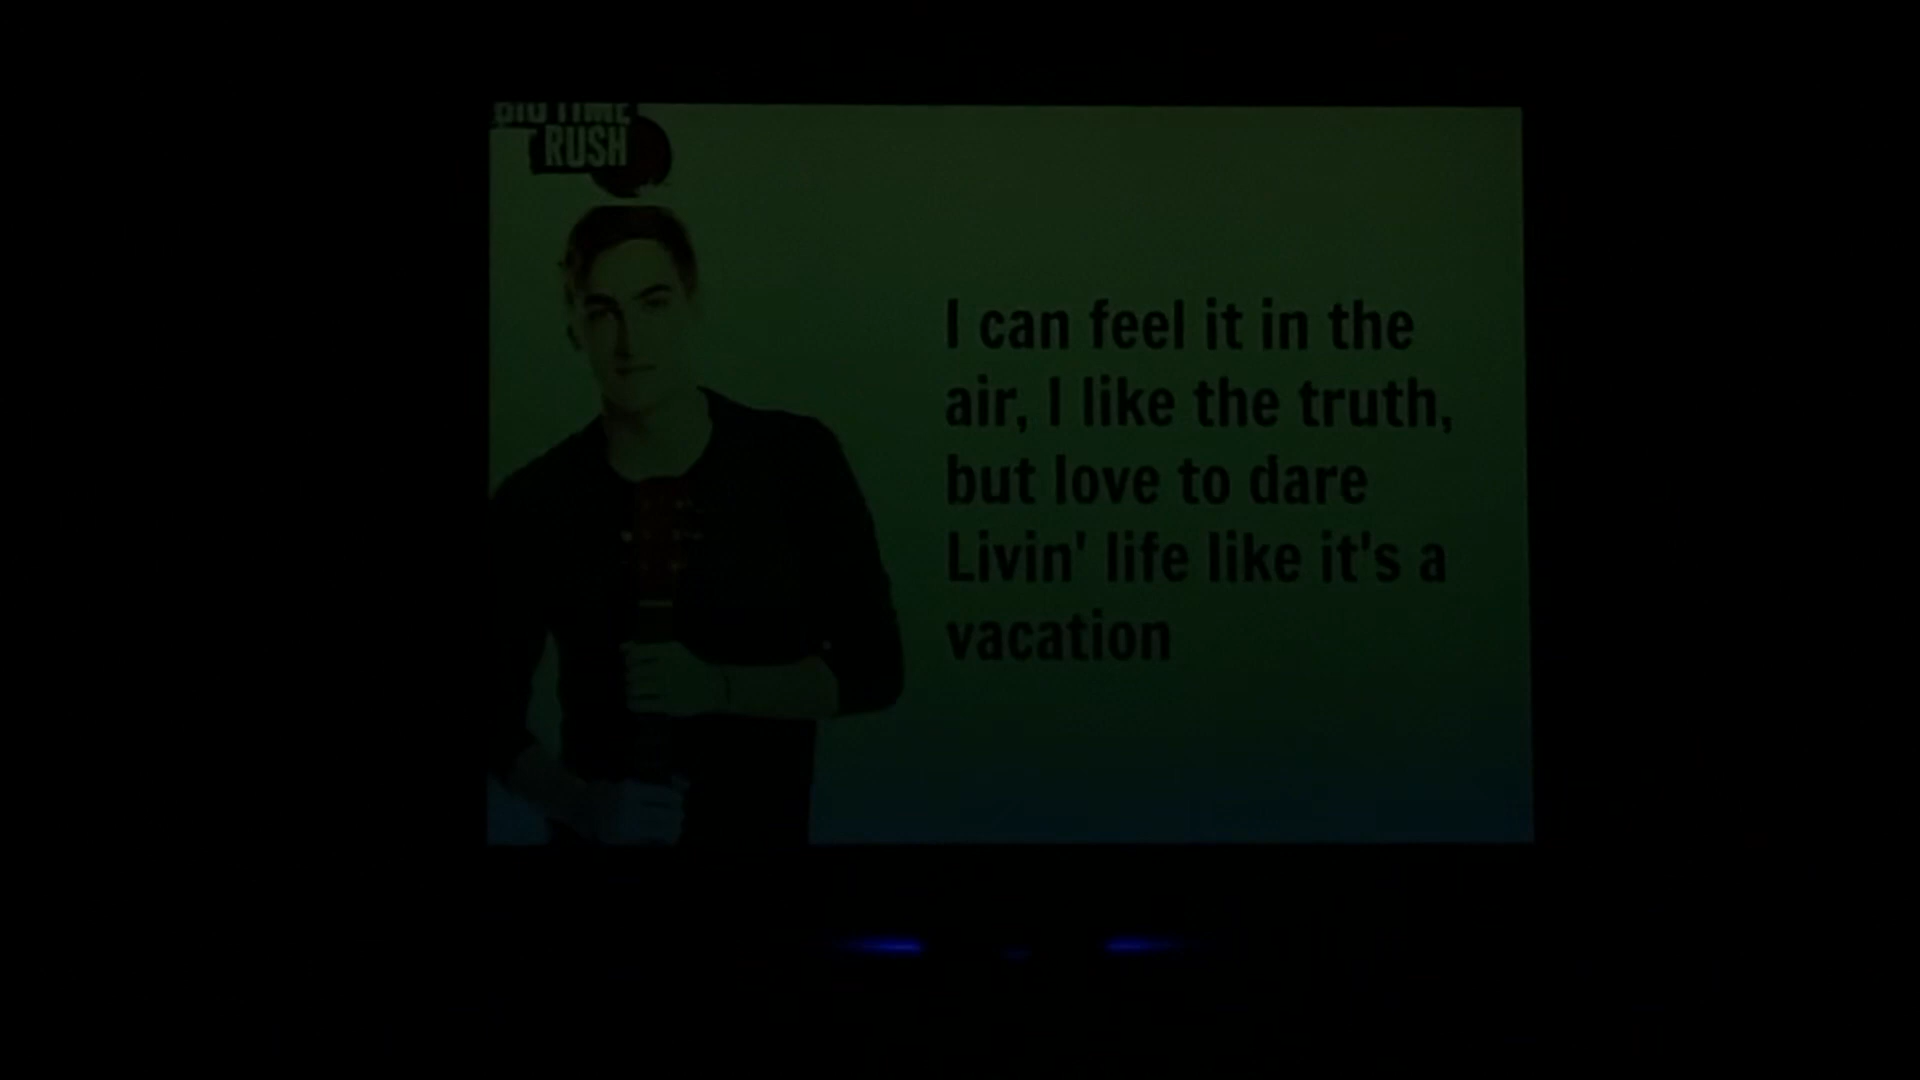 BIG TIME
RUSH
I can feel it in the
air, I like the truth,
but love to dare
Livin' life like it's a
vacation